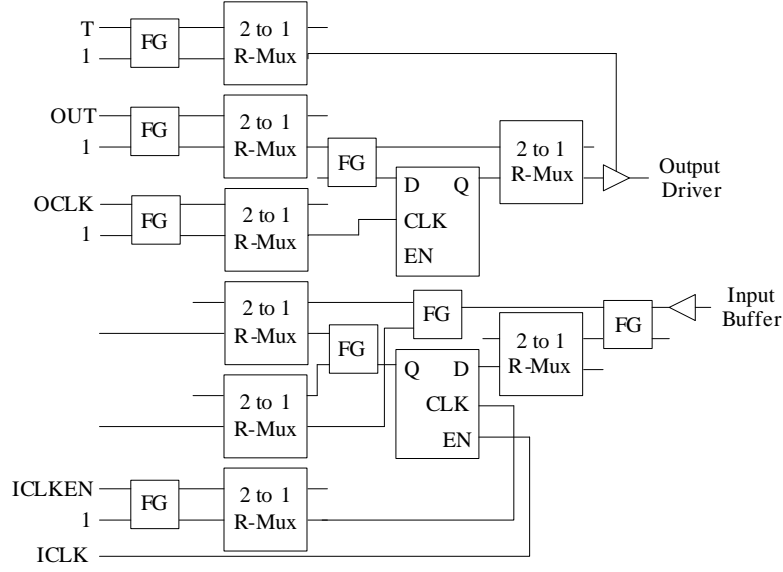 T
1
FG
2 to 1
R-Mux
OUT
1
FG
2 to 1
R-Mux
FG
2 to 1
R-Mux
Output
Driver
OCLK
1
FG
2 to 1
R-Mux
D Q
CLK
EN
2 to 1
R-Mux
FG
FG
Input
Buffer
FG
2 to 1
R-Mux
2 to 1
R-Mux
Q D
CLK
EN
ICLKEN
1
FG
2 to 1
R-Mux
ICLK